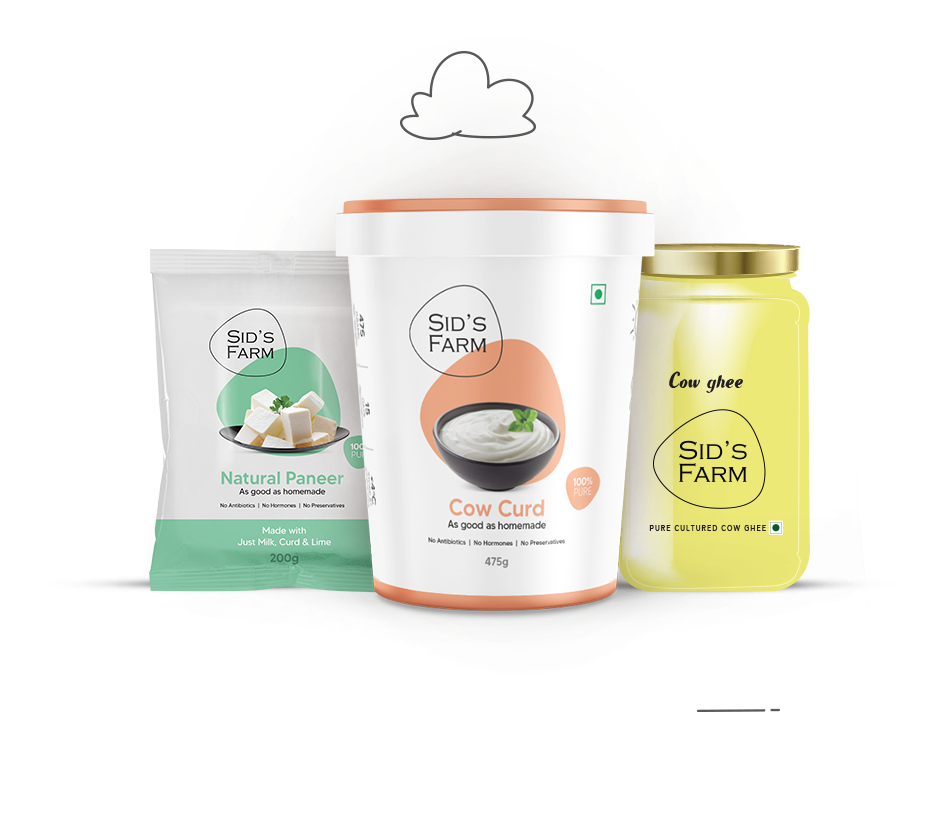 SID'S
FARM
Natural Paneer
As good as homemade
No Antibiotics | No Hormones | No Preservatives
Made with
Just Milk, Curd & Lime
200g
SID'S
FARM
100%
PURE
Cow Curd
As good as homemade
No Antibiotics | No Hormones | No Preservatives
475g
Cow ghee
SID'S
FARM
PURE CULTURED COW GHEE